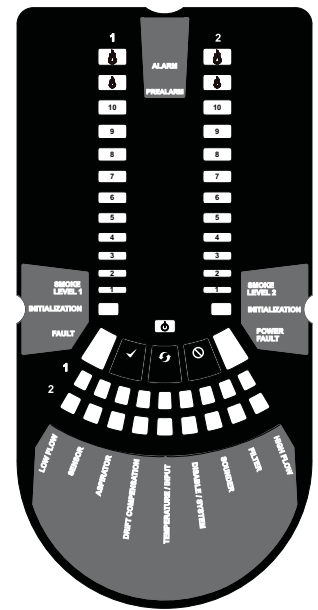 1 2
ALARM
PREALARM
10 10
9 9
8 8
7 7
6 6
5 5
4 4
3 3
2 2
1 1
SMOKE
LEVEL 1
INITIALIZATION
FAULT
SMOKE
LEVEL 2
INITIALIZATION
POWER
FAULT
1
2
LOW FLOW
SENSOR
ASPIRATOR
DRIFT COMPENSATION
TEMPERATURE / INPUT
DISABLE / SYSTEM
SOUNDER
FILTER
HIGH FLOW